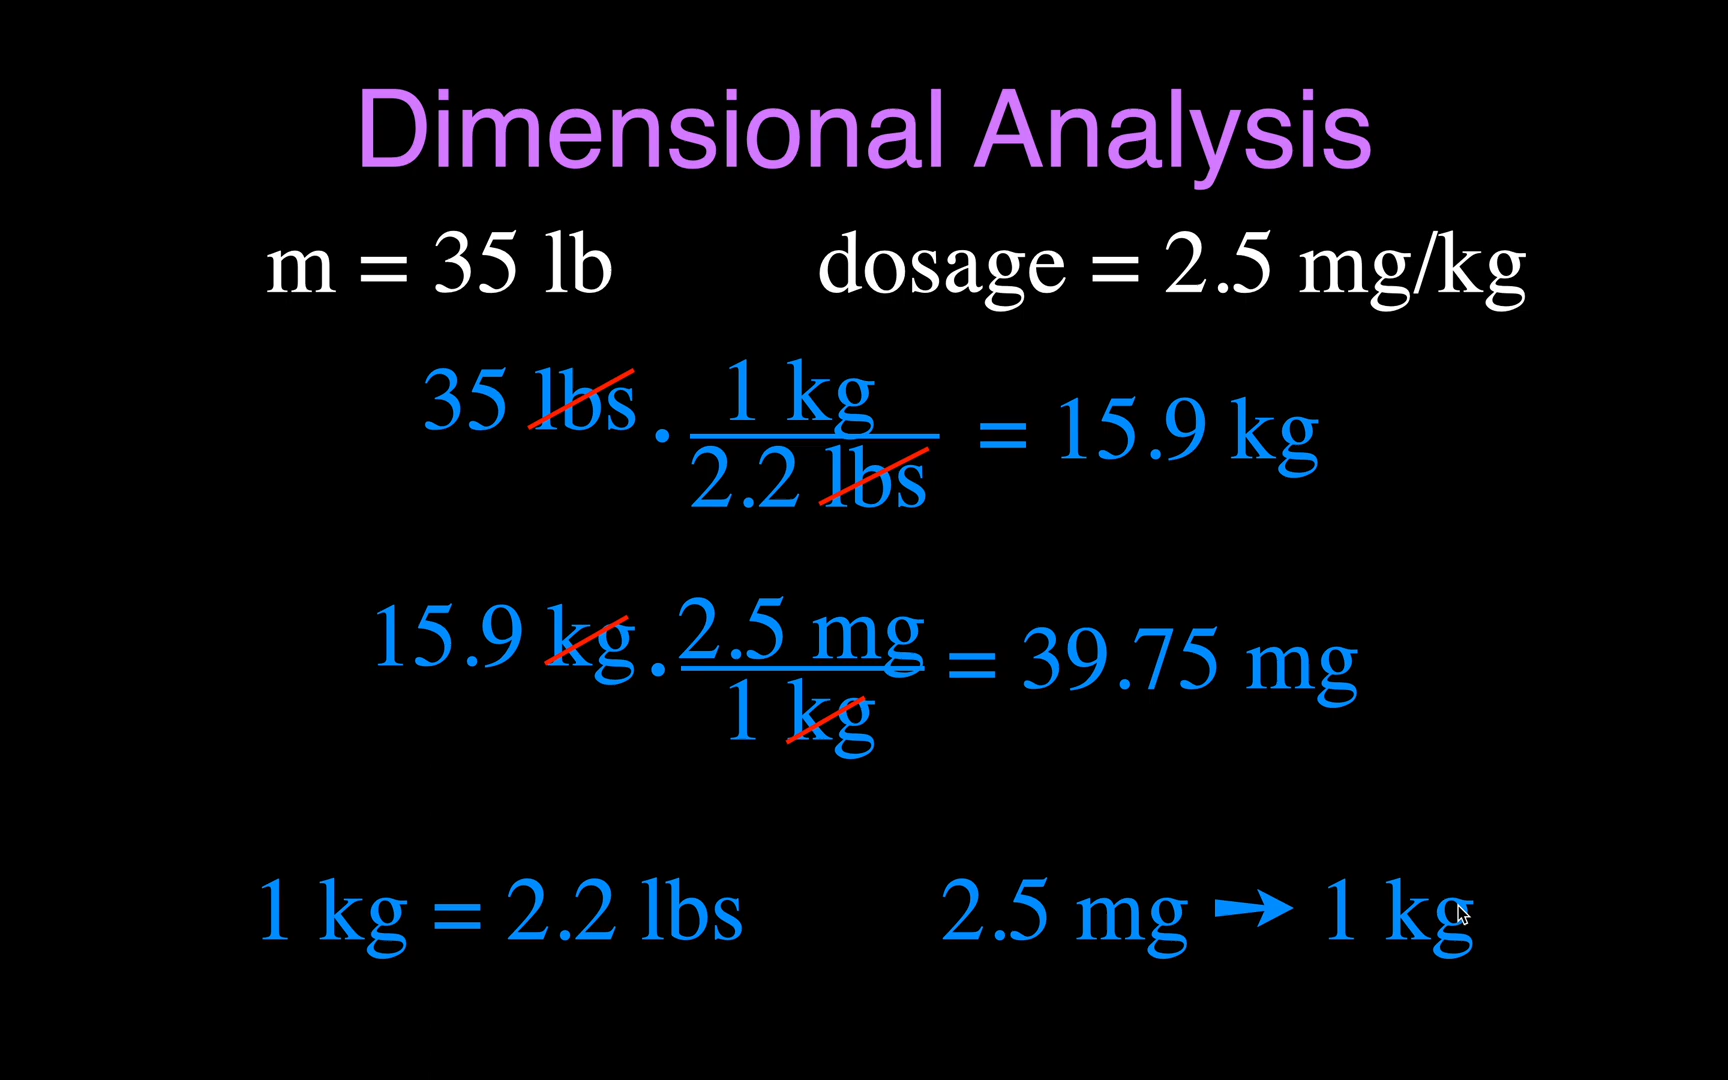 Dimensional Analysis
m = 35 lb dosage = 2.5 mg/kg
35 lbs · 1 kg / 2.2 lbs = 15.9 kg
15.9 kg · 2.5 mg / 1 kg = 39.75 mg
1 kg = 2.2 lbs 2.5 mg → 1 kg